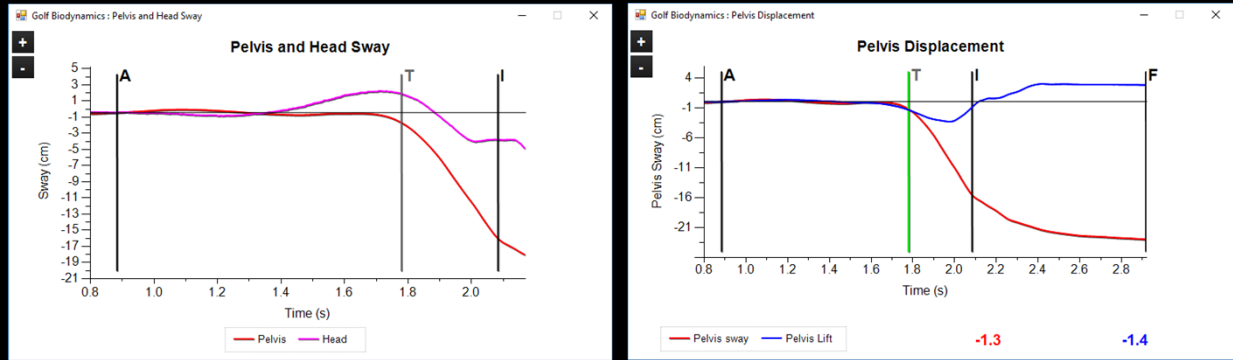 Golf Biodynamics : Pelvis and Head Sway
+
-
Pelvis and Head Sway
A
T
I
5
3
1
-1
-3
-5
-7
-9
-11
-13
-15
-17
-19
-21
Sway (cm)
0.8 1.0 1.2 1.4 1.6 1.8 2.0
Time (s)
Pelvis Head
Golf Biodynamics : Pelvis Displacement
+
-
Pelvis Displacement
A
T
I
F
4
-1
-6
-11
-16
-21
Pelvis Sway (cm)
0.8 1.0 1.2 1.4 1.6 1.8 2.0 2.2 2.4 2.6 2.8
Time (s)
Pelvis sway Pelvis Lift
-1.3 -1.4